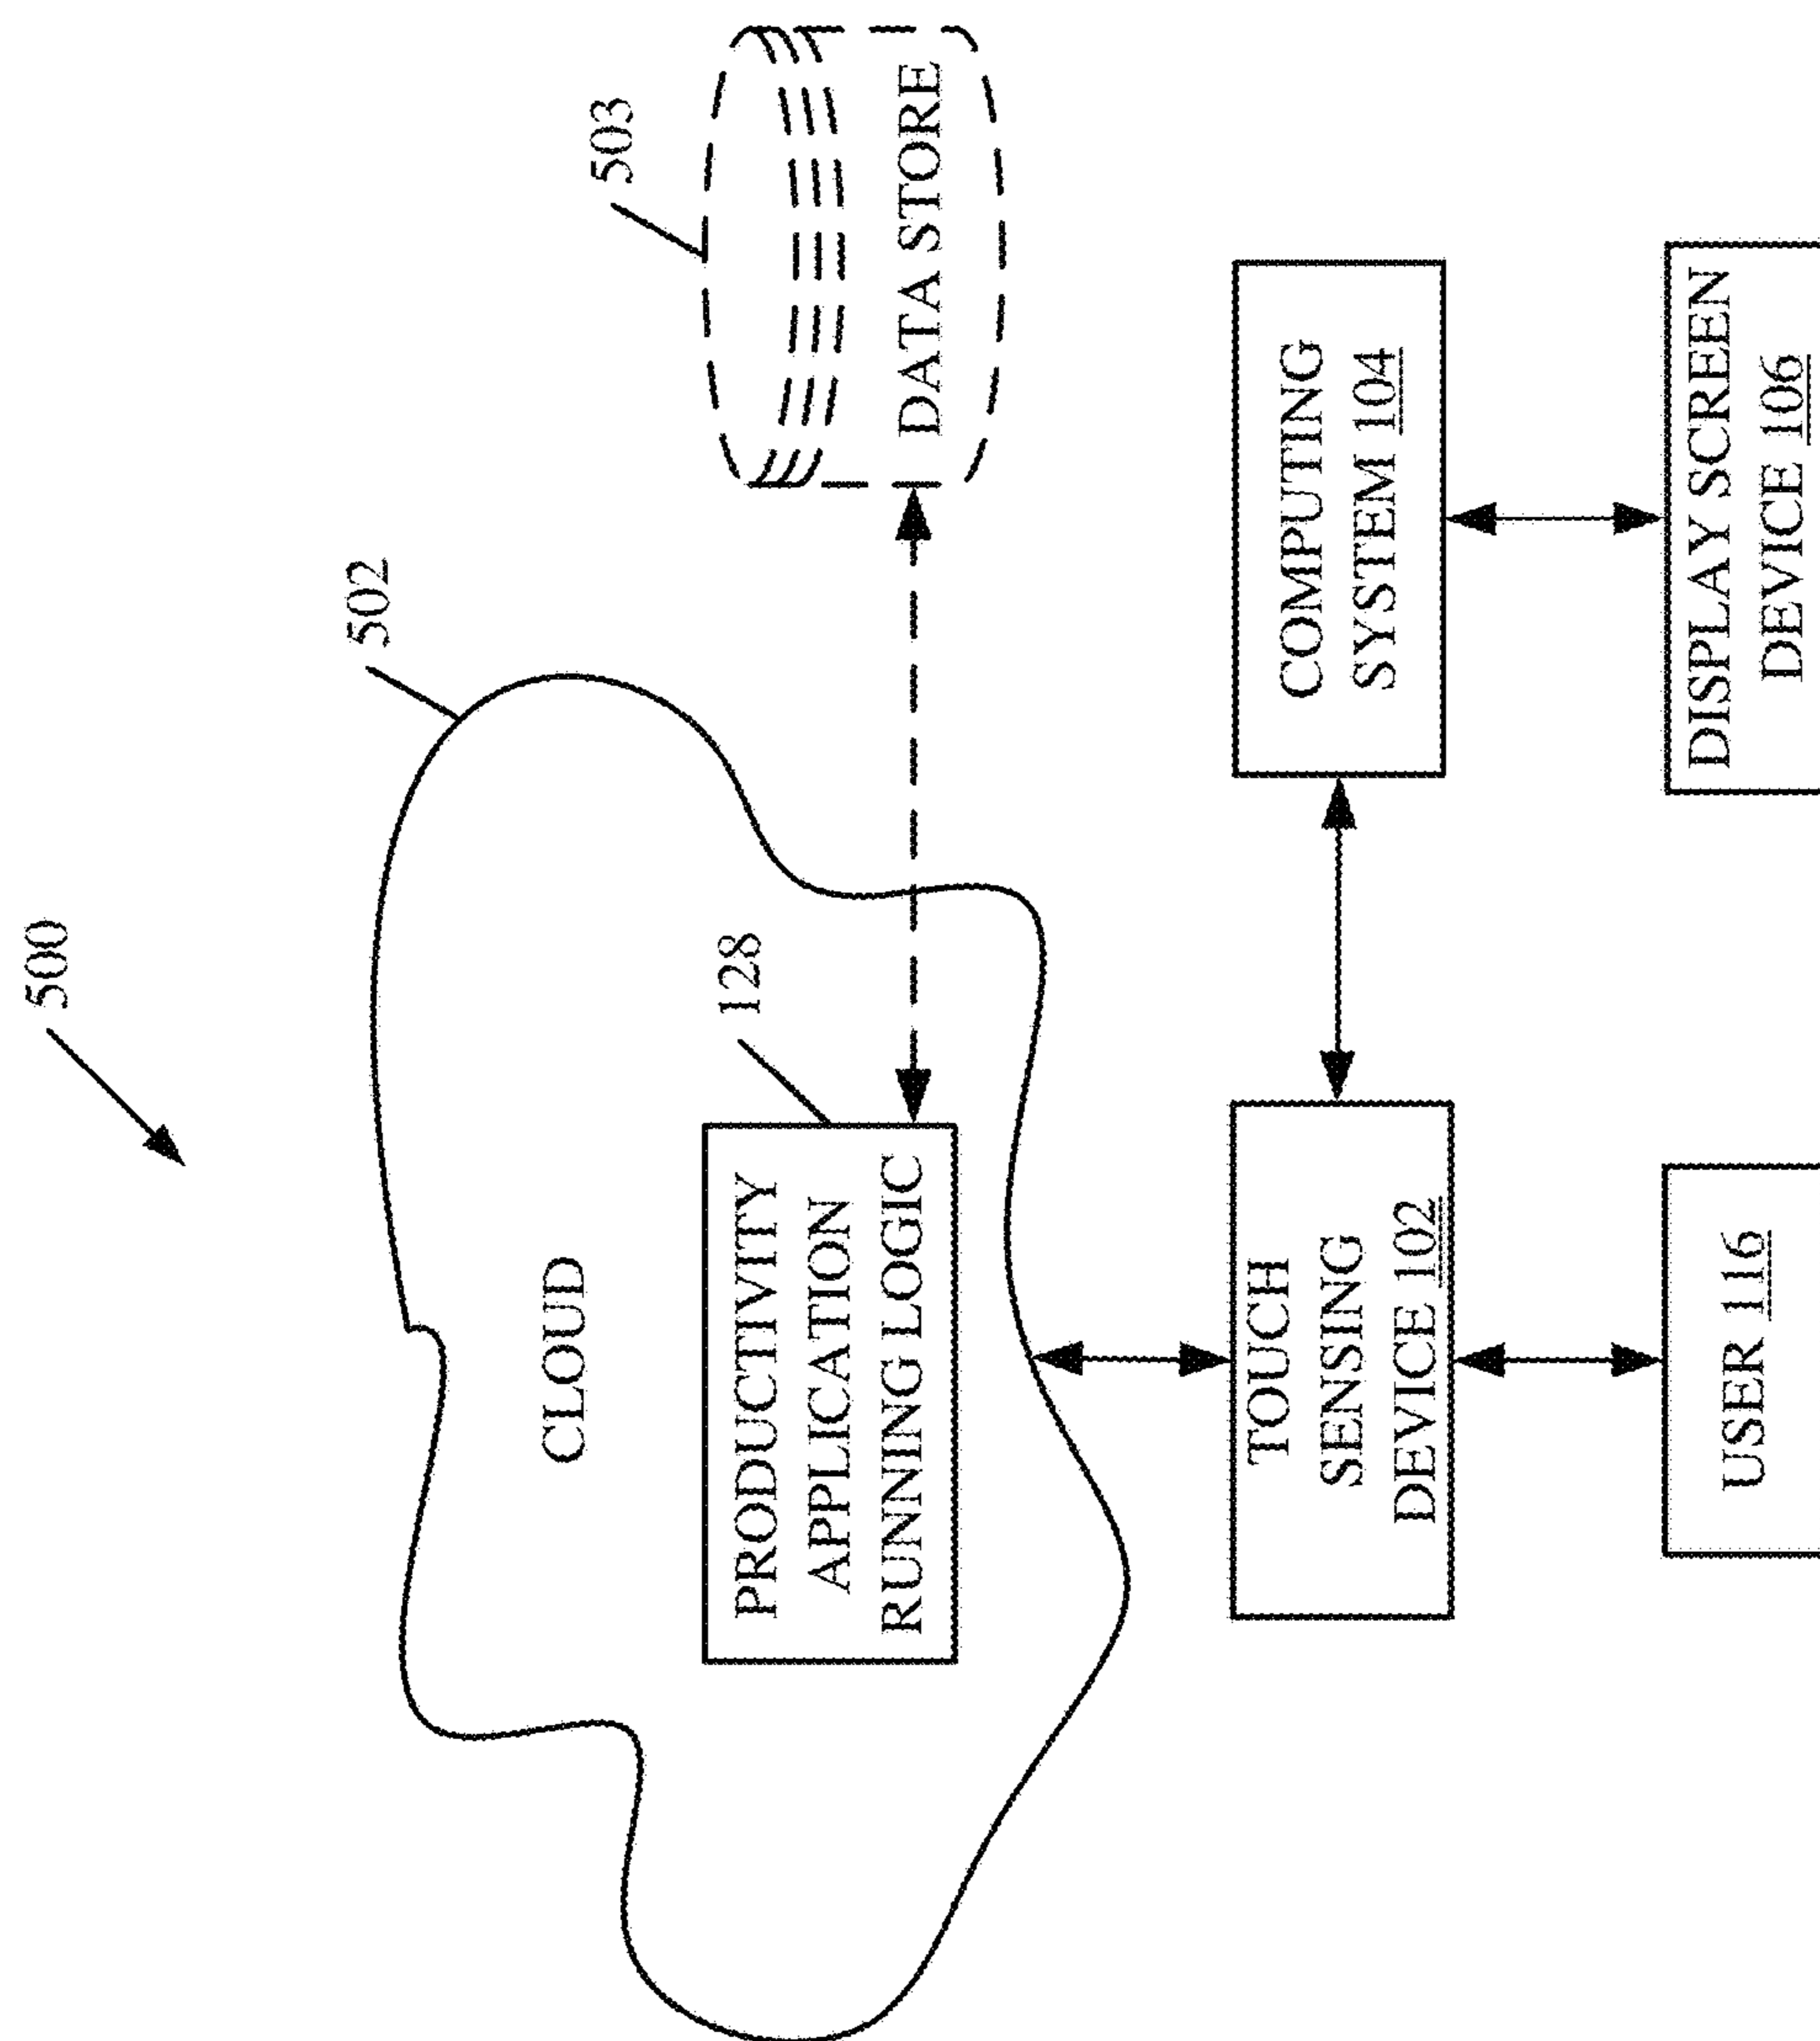 500
502
503
CLOUD
128
PRODUCTIVITY
APPLICATION
RUNNING LOGIC
DATA STORE
TOUCH
SENSING
DEVICE 102
COMPUTING
SYSTEM 104
USER 116
DISPLAY SCREEN
DEVICE 106